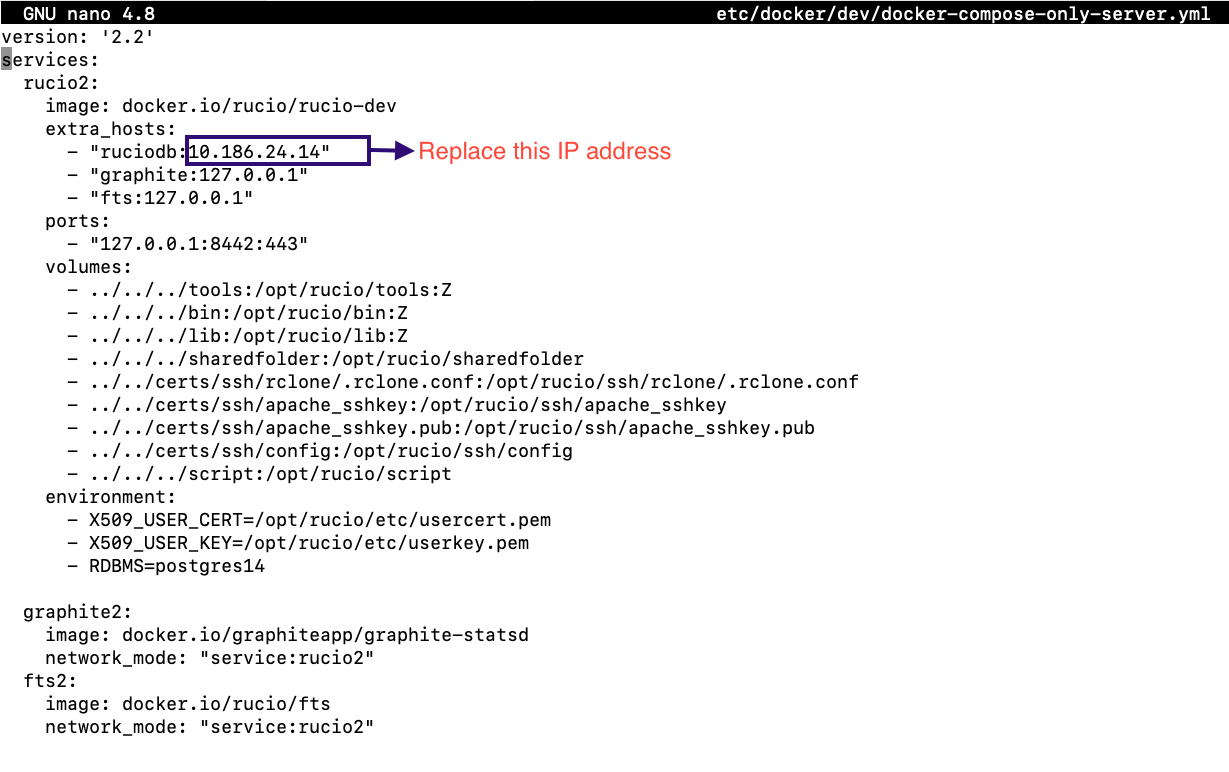 GNU nano 4.8 etc/docker/dev/docker-compose-only-server.yml
version: '2.2'
services:
  rucio2:
    image: docker.io/rucio/rucio-dev
    extra_hosts:
      - "ruciodb:10.186.24.14" Replace this IP address
      - "graphite:127.0.0.1"
      - "fts:127.0.0.1"
    ports:
      - "127.0.0.1:8442:443"
    volumes:
      - ../../../tools:/opt/rucio/tools:Z
      - ../../../bin:/opt/rucio/bin:Z
      - ../../../lib:/opt/rucio/lib:Z
      - ../../../sharedfolder:/opt/rucio/sharedfolder
      - ../../certs/ssh/rclone/.rclone.conf:/opt/rucio/ssh/rclone/.rclone.conf
      - ../../certs/ssh/apache_sshkey:/opt/rucio/ssh/apache_sshkey
      - ../../certs/ssh/apache_sshkey.pub:/opt/rucio/ssh/apache_sshkey.pub
      - ../../certs/ssh/config:/opt/rucio/ssh/config
      - ../../../script:/opt/rucio/script
    environment:
      - X509_USER_CERT=/opt/rucio/etc/usercert.pem
      - X509_USER_KEY=/opt/rucio/etc/userkey.pem
      - RDBMS=postgres14
  graphite2:
    image: docker.io/graphiteapp/graphite-statsd
    network_mode: "service:rucio2"
  fts2:
    image: docker.io/rucio/fts
    network_mode: "service:rucio2"